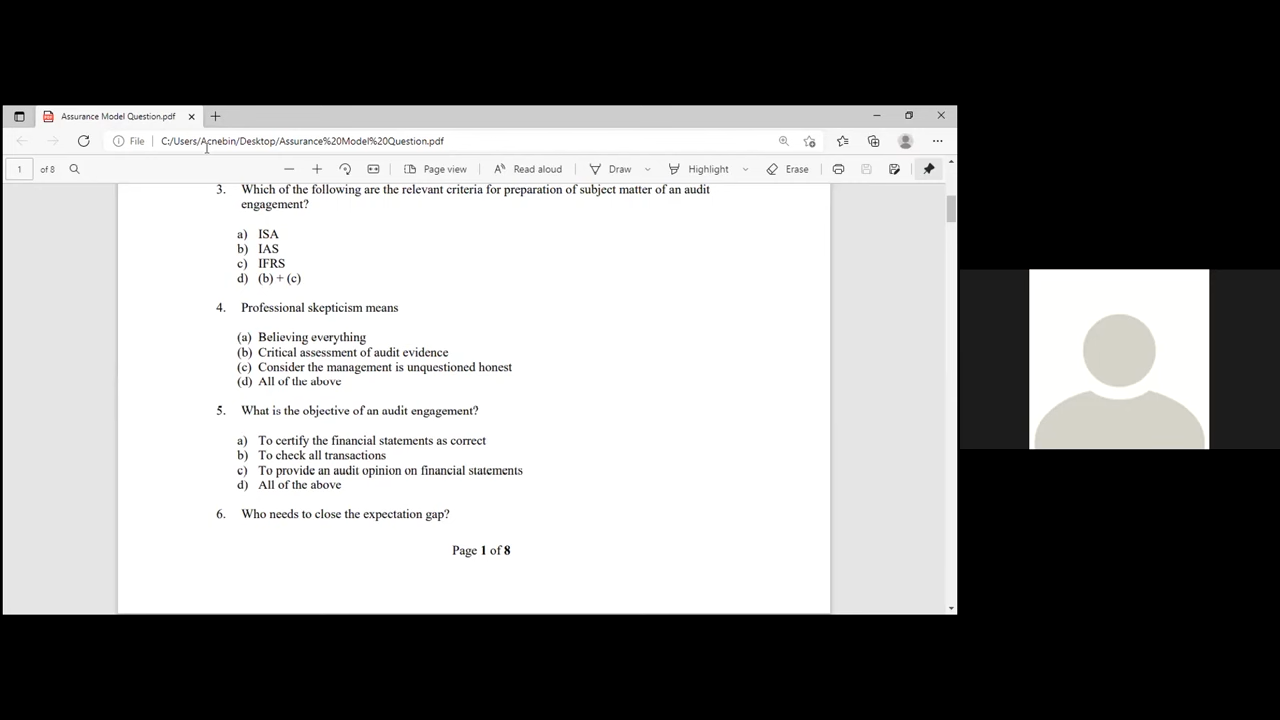 Assurance Model Question.pdf
File
C:/Users/Acnebin/Desktop/Assurance%20Model%20Question.pdf
1 of 8 Page view Read aloud Draw Highlight Erase
3. Which of the following are the relevant criteria for preparation of subject matter of an audit
engagement?
a) ISA
b) IAS
c) IFRS
d) (b) + (c)
4. Professional skepticism means
(a) Believing everything
(b) Critical assessment of audit evidence
(c) Consider the management is unquestioned honest
(d) All of the above
5. What is the objective of an audit engagement?
a) To certify the financial statements as correct
b) To check all transactions
c) To provide an audit opinion on financial statements
d) All of the above
6. Who needs to close the expectation gap?
Page 1 of 8